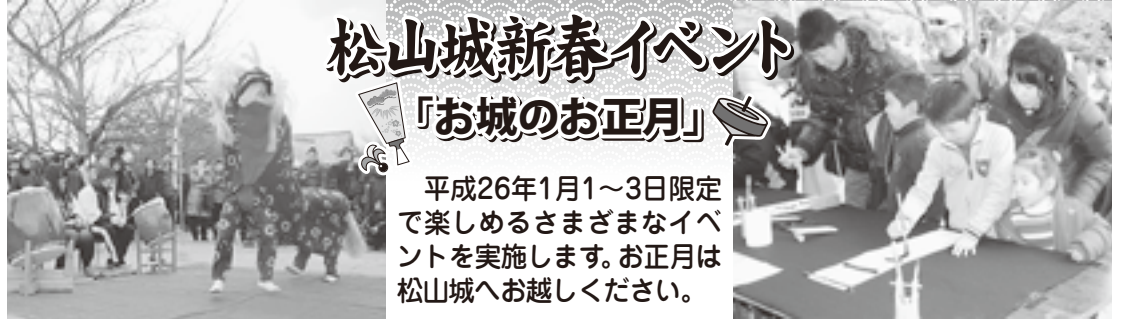 松山城新春イベント
「お城のお正月」
平成26年1月1～3日限定
で楽しめるさまざまなイベ
ントを実施します。お正月は
松山城へお越しください。